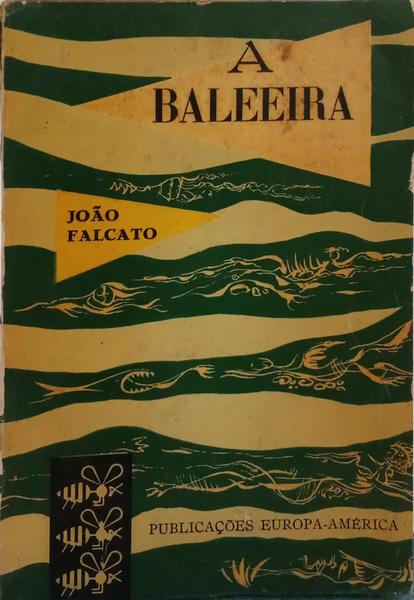 A
BALEEIRA
JOÃO
FALCATO
PUBLICAÇÕES EUROPA-AMÉRICA